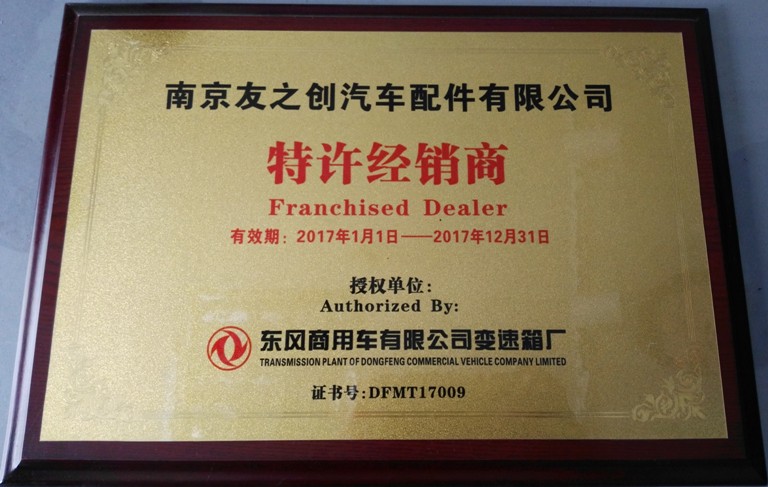 南京友之创汽车配件有限公司
特许经销商
Franchised Dealer
有效期：2017年1月1日——2017年12月31日
授权单位：
Authorized By:
东风商用车有限公司变速箱厂
TRANSMISSION PLANT OF DONGFENG COMMERCIAL VEHICLE COMPANY LIMITED
证书号:DFMT17009